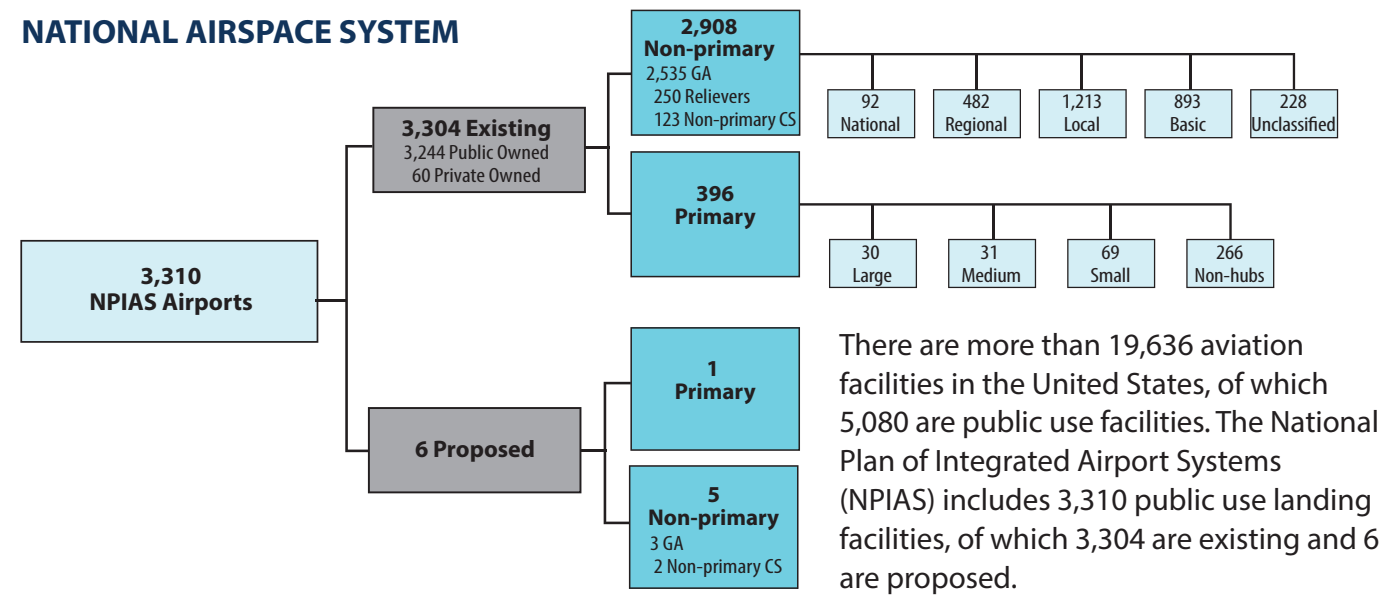 NATIONAL AIRSPACE SYSTEM
3,310
NPIAS Airports
3,304 Existing
3,244 Public Owned
60 Private Owned
2,908
Non-primary
2,535 GA
250 Relievers
123 Non-primary CS
92
National
482
Regional
1,213
Local
893
Basic
228
Unclassified
396
Primary
30
Large
31
Medium
69
Small
266
Non-hubs
6 Proposed
1
Primary
5
Non-primary
3 GA
2 Non-primary CS
There are more than 19,636 aviation
facilities in the United States, of which
5,080 are public use facilities. The National
Plan of Integrated Airport Systems
(NPIAS) includes 3,310 public use landing
facilities, of which 3,304 are existing and 6
are proposed.